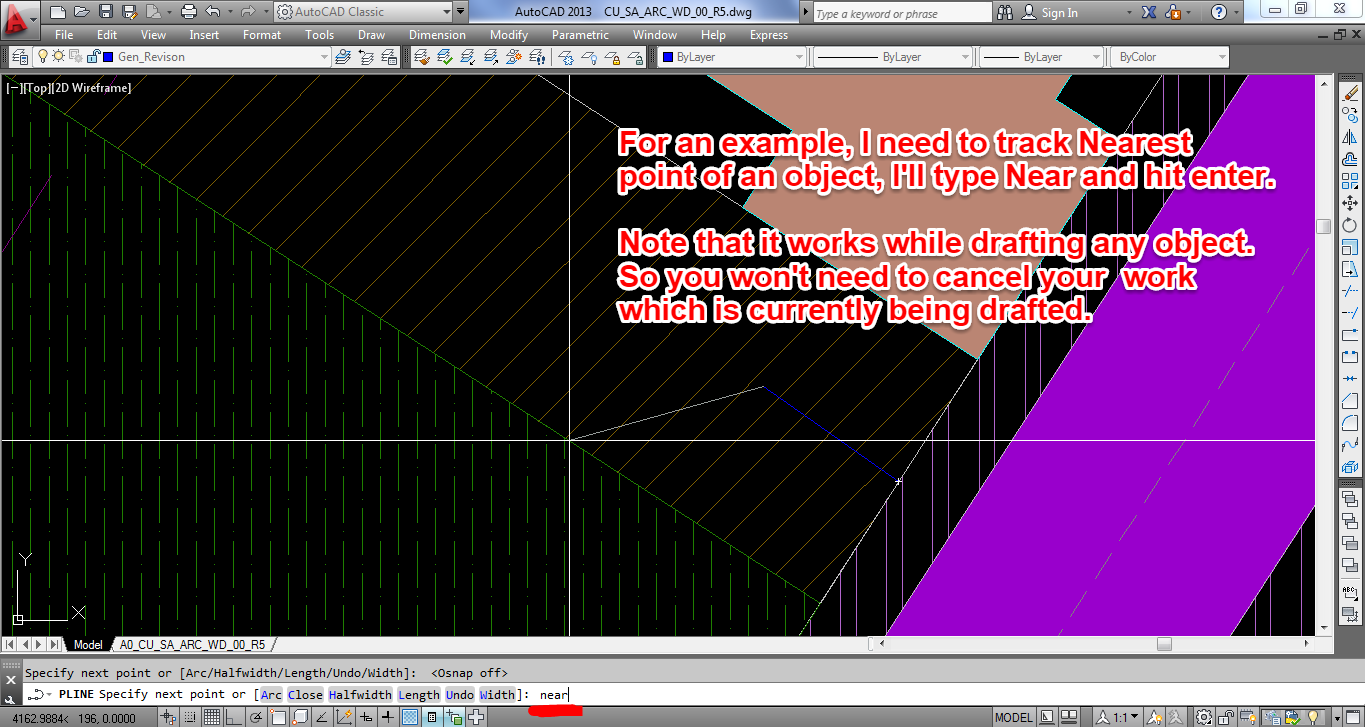 AutoCAD Classic
AutoCAD 2013 CU_SA_ARC_WD_00_R5.dwg
Type a keyword or phrase
Sign In
File Edit View Insert Format Tools Draw Dimension Modify Parametric Window Help Express
Gen_Revison
ByLayer
ByLayer
ByLayer
ByColor
[−][Top][2D Wireframe]
For an example, I need to track Nearest
point of an object, I'll type Near and hit enter.
Note that it works while drafting any object.
So you won't need to cancel your work
which is currently being drafted.
Y
X
Model A0_CU_SA_ARC_WD_00_R5
Specify next point or [Arc/Halfwidth/Length/Undo/Width]: <Osnap off>
PLINE Specify next point or [Arc Close Halfwidth Length Undo Width]: near
4162.9884< 196, 0.0000
MODEL
1:1
ABC